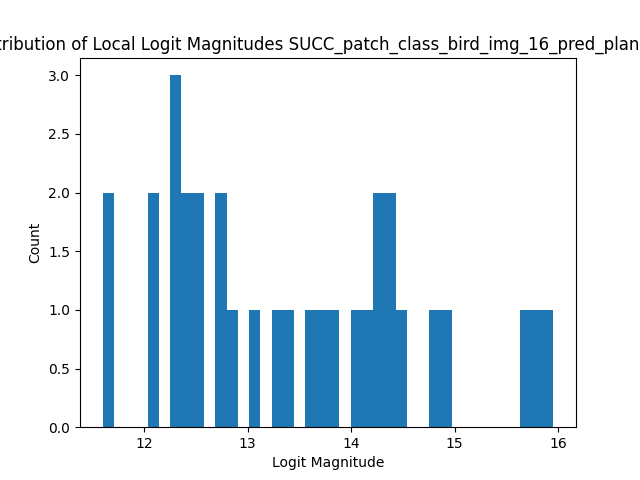 tribution of Local Logit Magnitudes SUCC_patch_class_bird_img_16_pred_plan
3.0
2.5
2.0
1.5
1.0
0.5
0.0
Count
12 13 14 15 16
Logit Magnitude